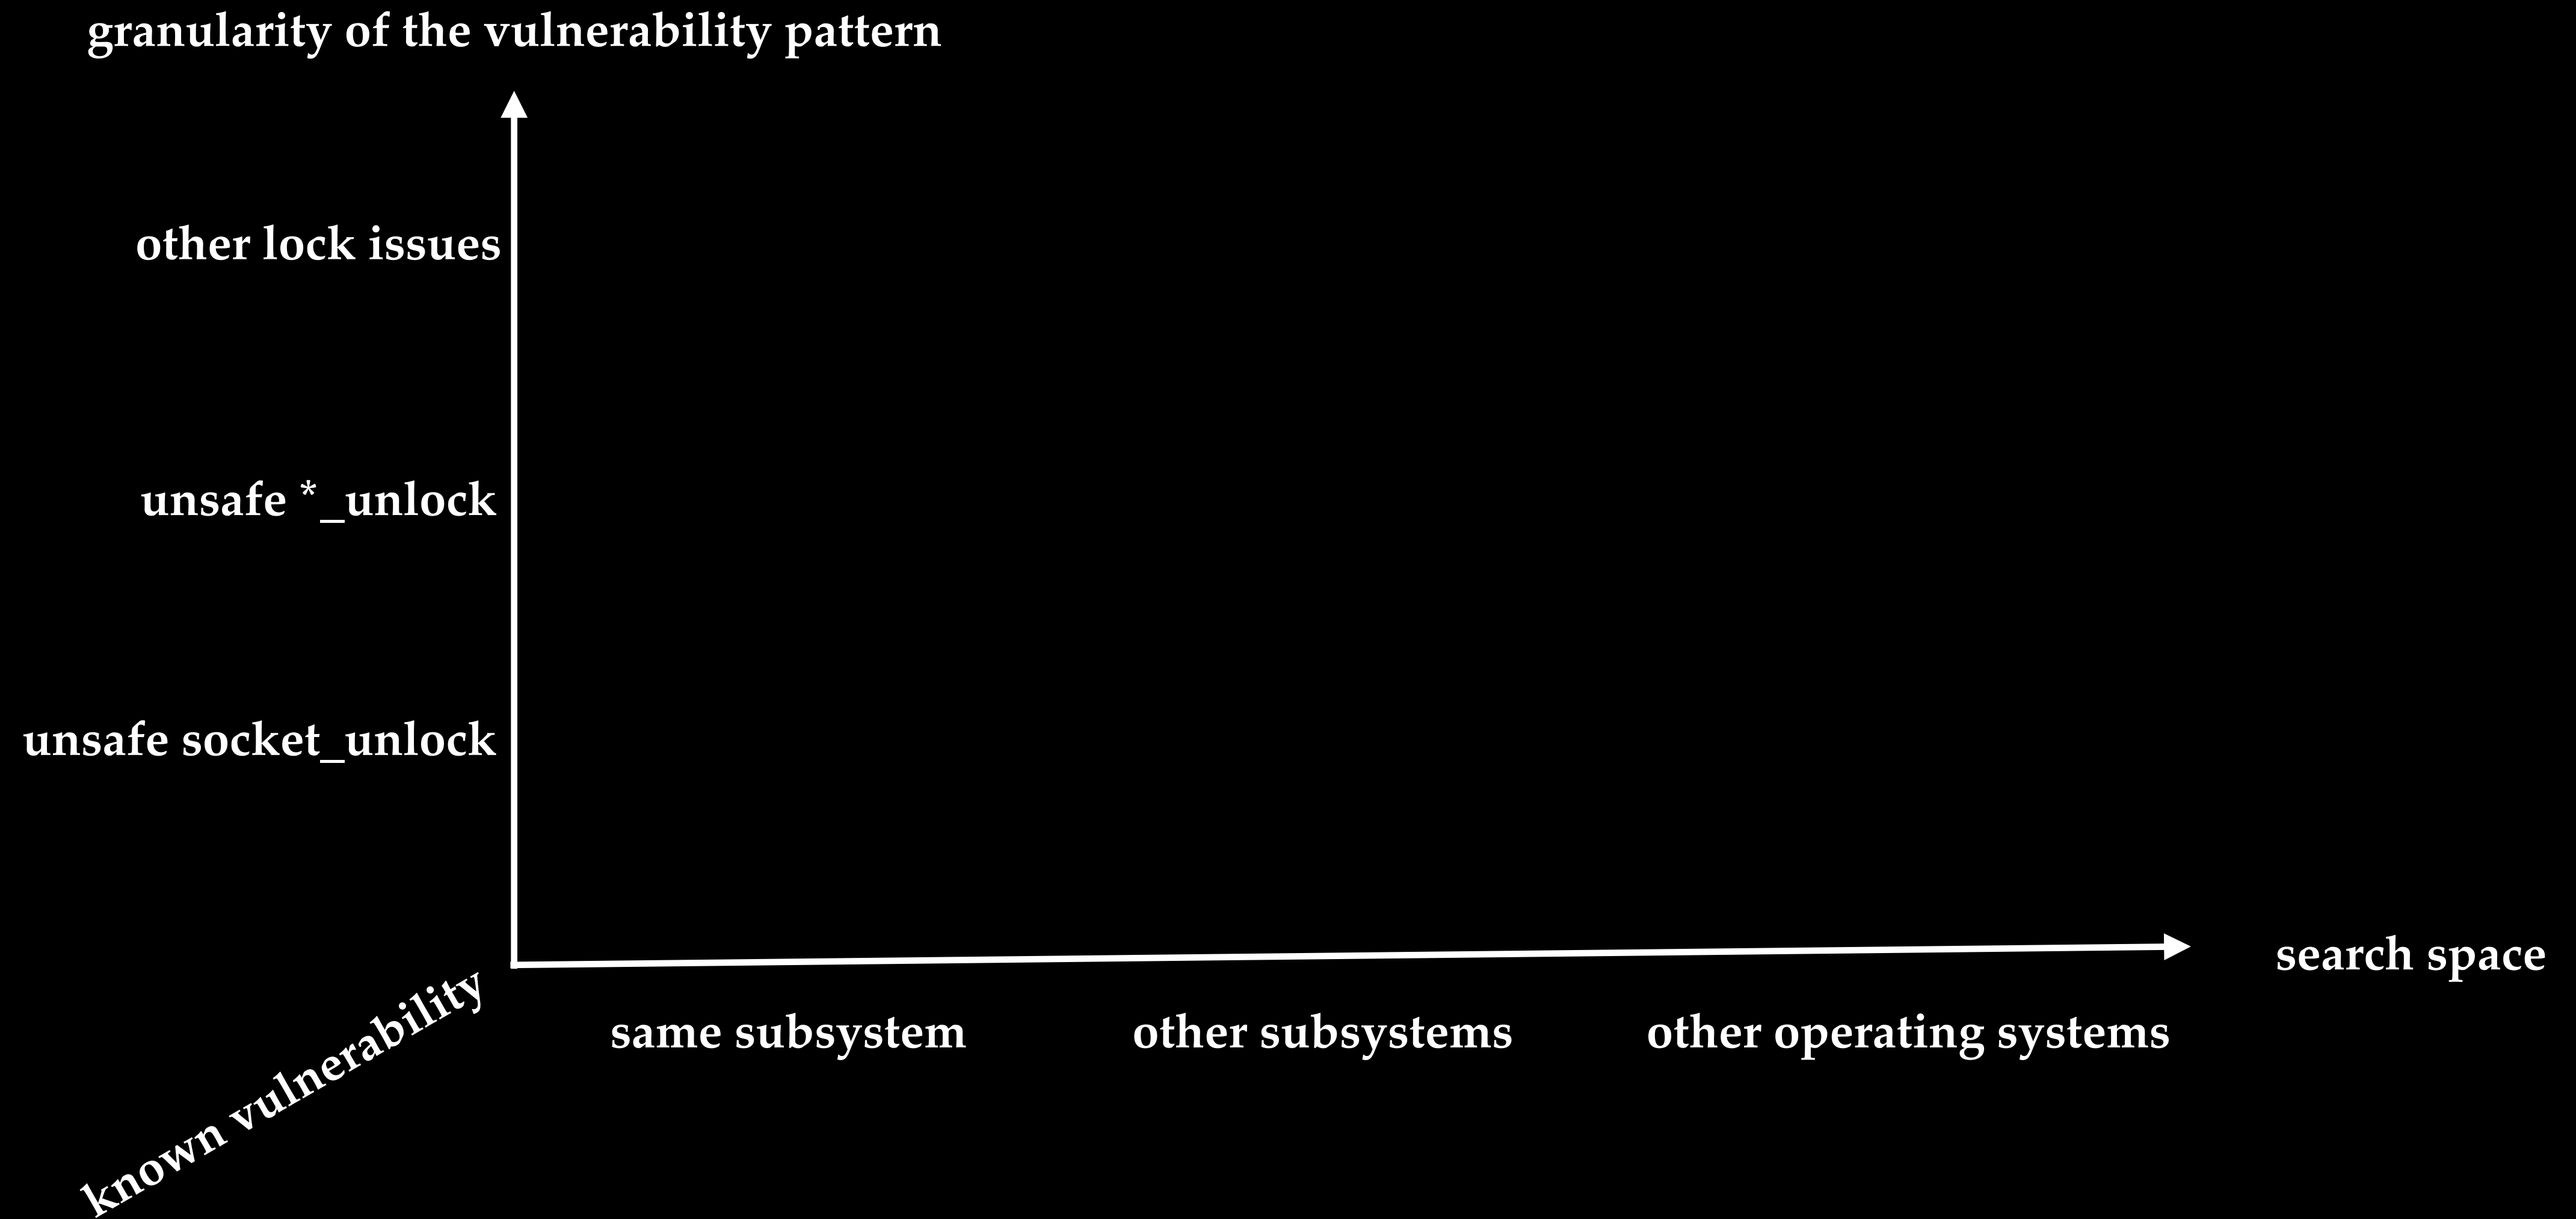 granularity of the vulnerability pattern
other lock issues
unsafe *_unlock
unsafe socket_unlock
search space
known vulnerability
same subsystem
other subsystems
other operating systems